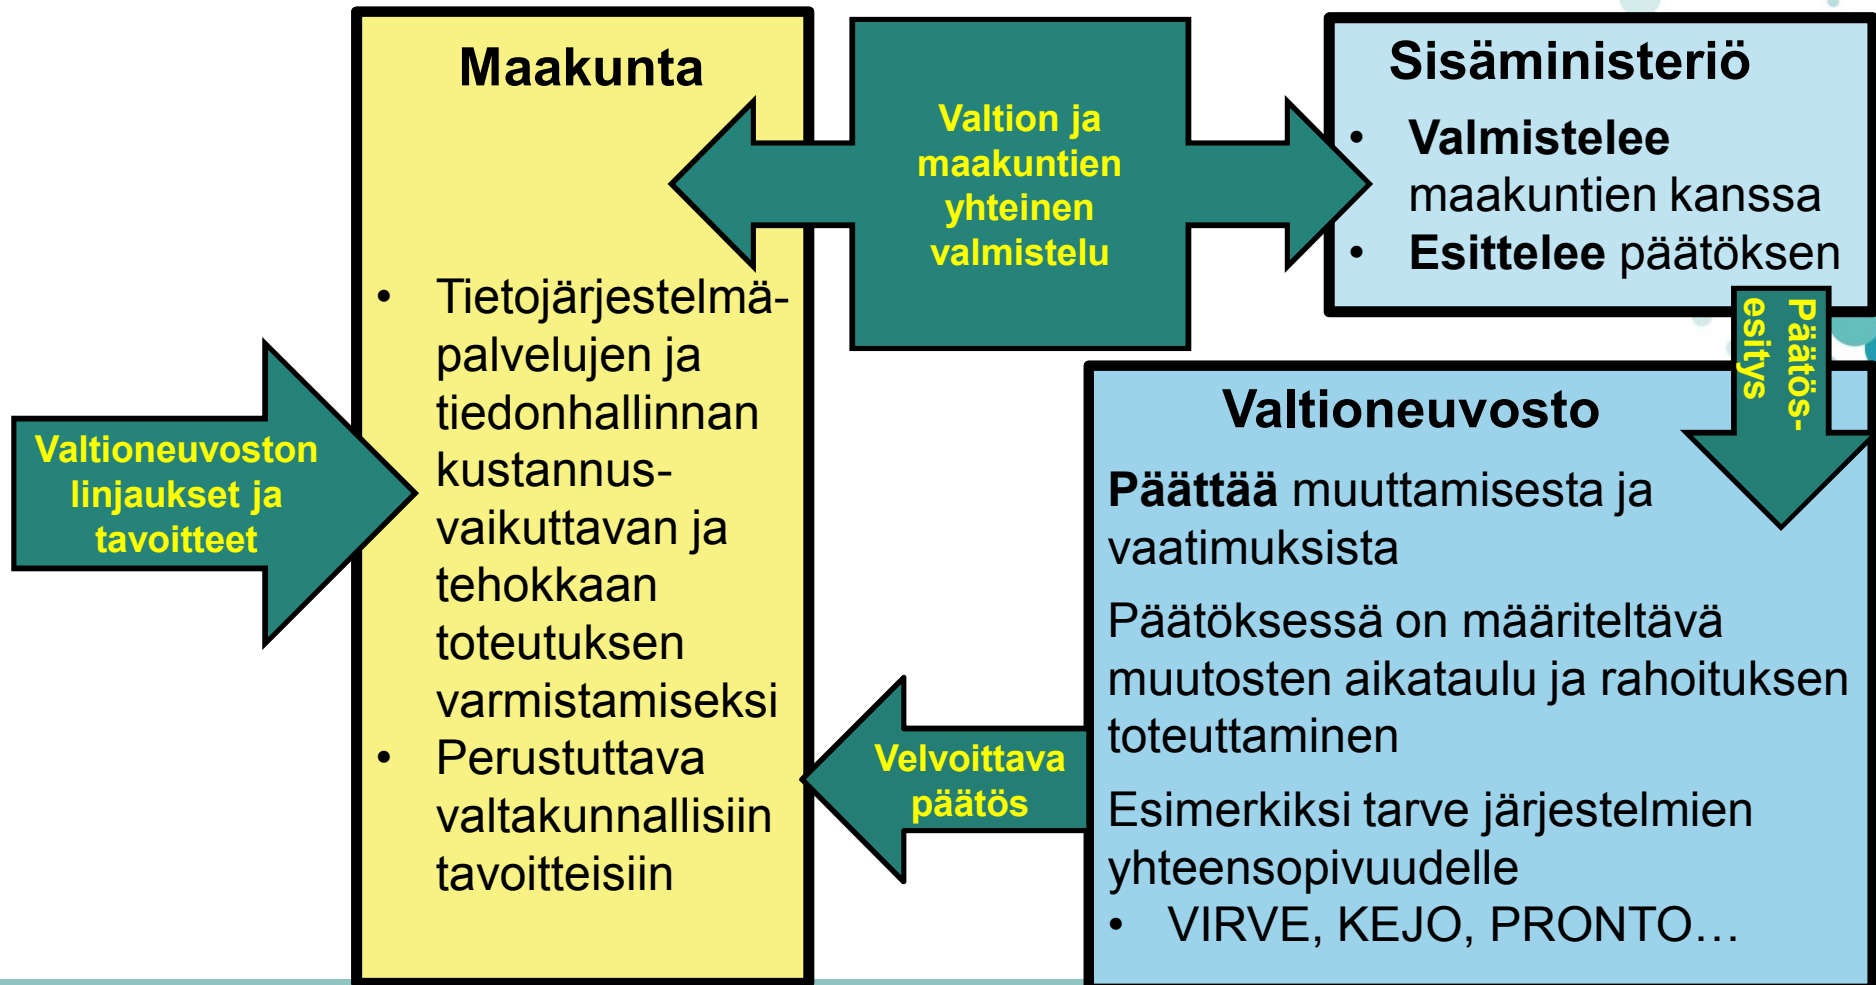 Maakunta
• Tietojärjestelmä-
palvelujen ja
tiedonhallinnan
kustannus-
vaikuttavan ja
tehokkaan
toteutuksen
varmistamiseksi
• Perustuttava
valtakunnallisiin
tavoitteisiin
Valtioneuvoston
linjaukset ja
tavoitteet
Valtion ja
maakuntien
yhteinen
valmistelu
Sisäministeriö
• Valmistelee
maakuntien kanssa
• Esittelee päätöksen
Päätös-
esitys
Valtioneuvosto
Päättää muuttamisesta ja
vaatimuksista
Päätöksessä on määriteltävä
muutosten aikataulu ja rahoituksen
toteuttaminen
Esimerkiksi tarve järjestelmien
yhteensopivuudelle
• VIRVE, KEJO, PRONTO…
Velvoittava
päätös